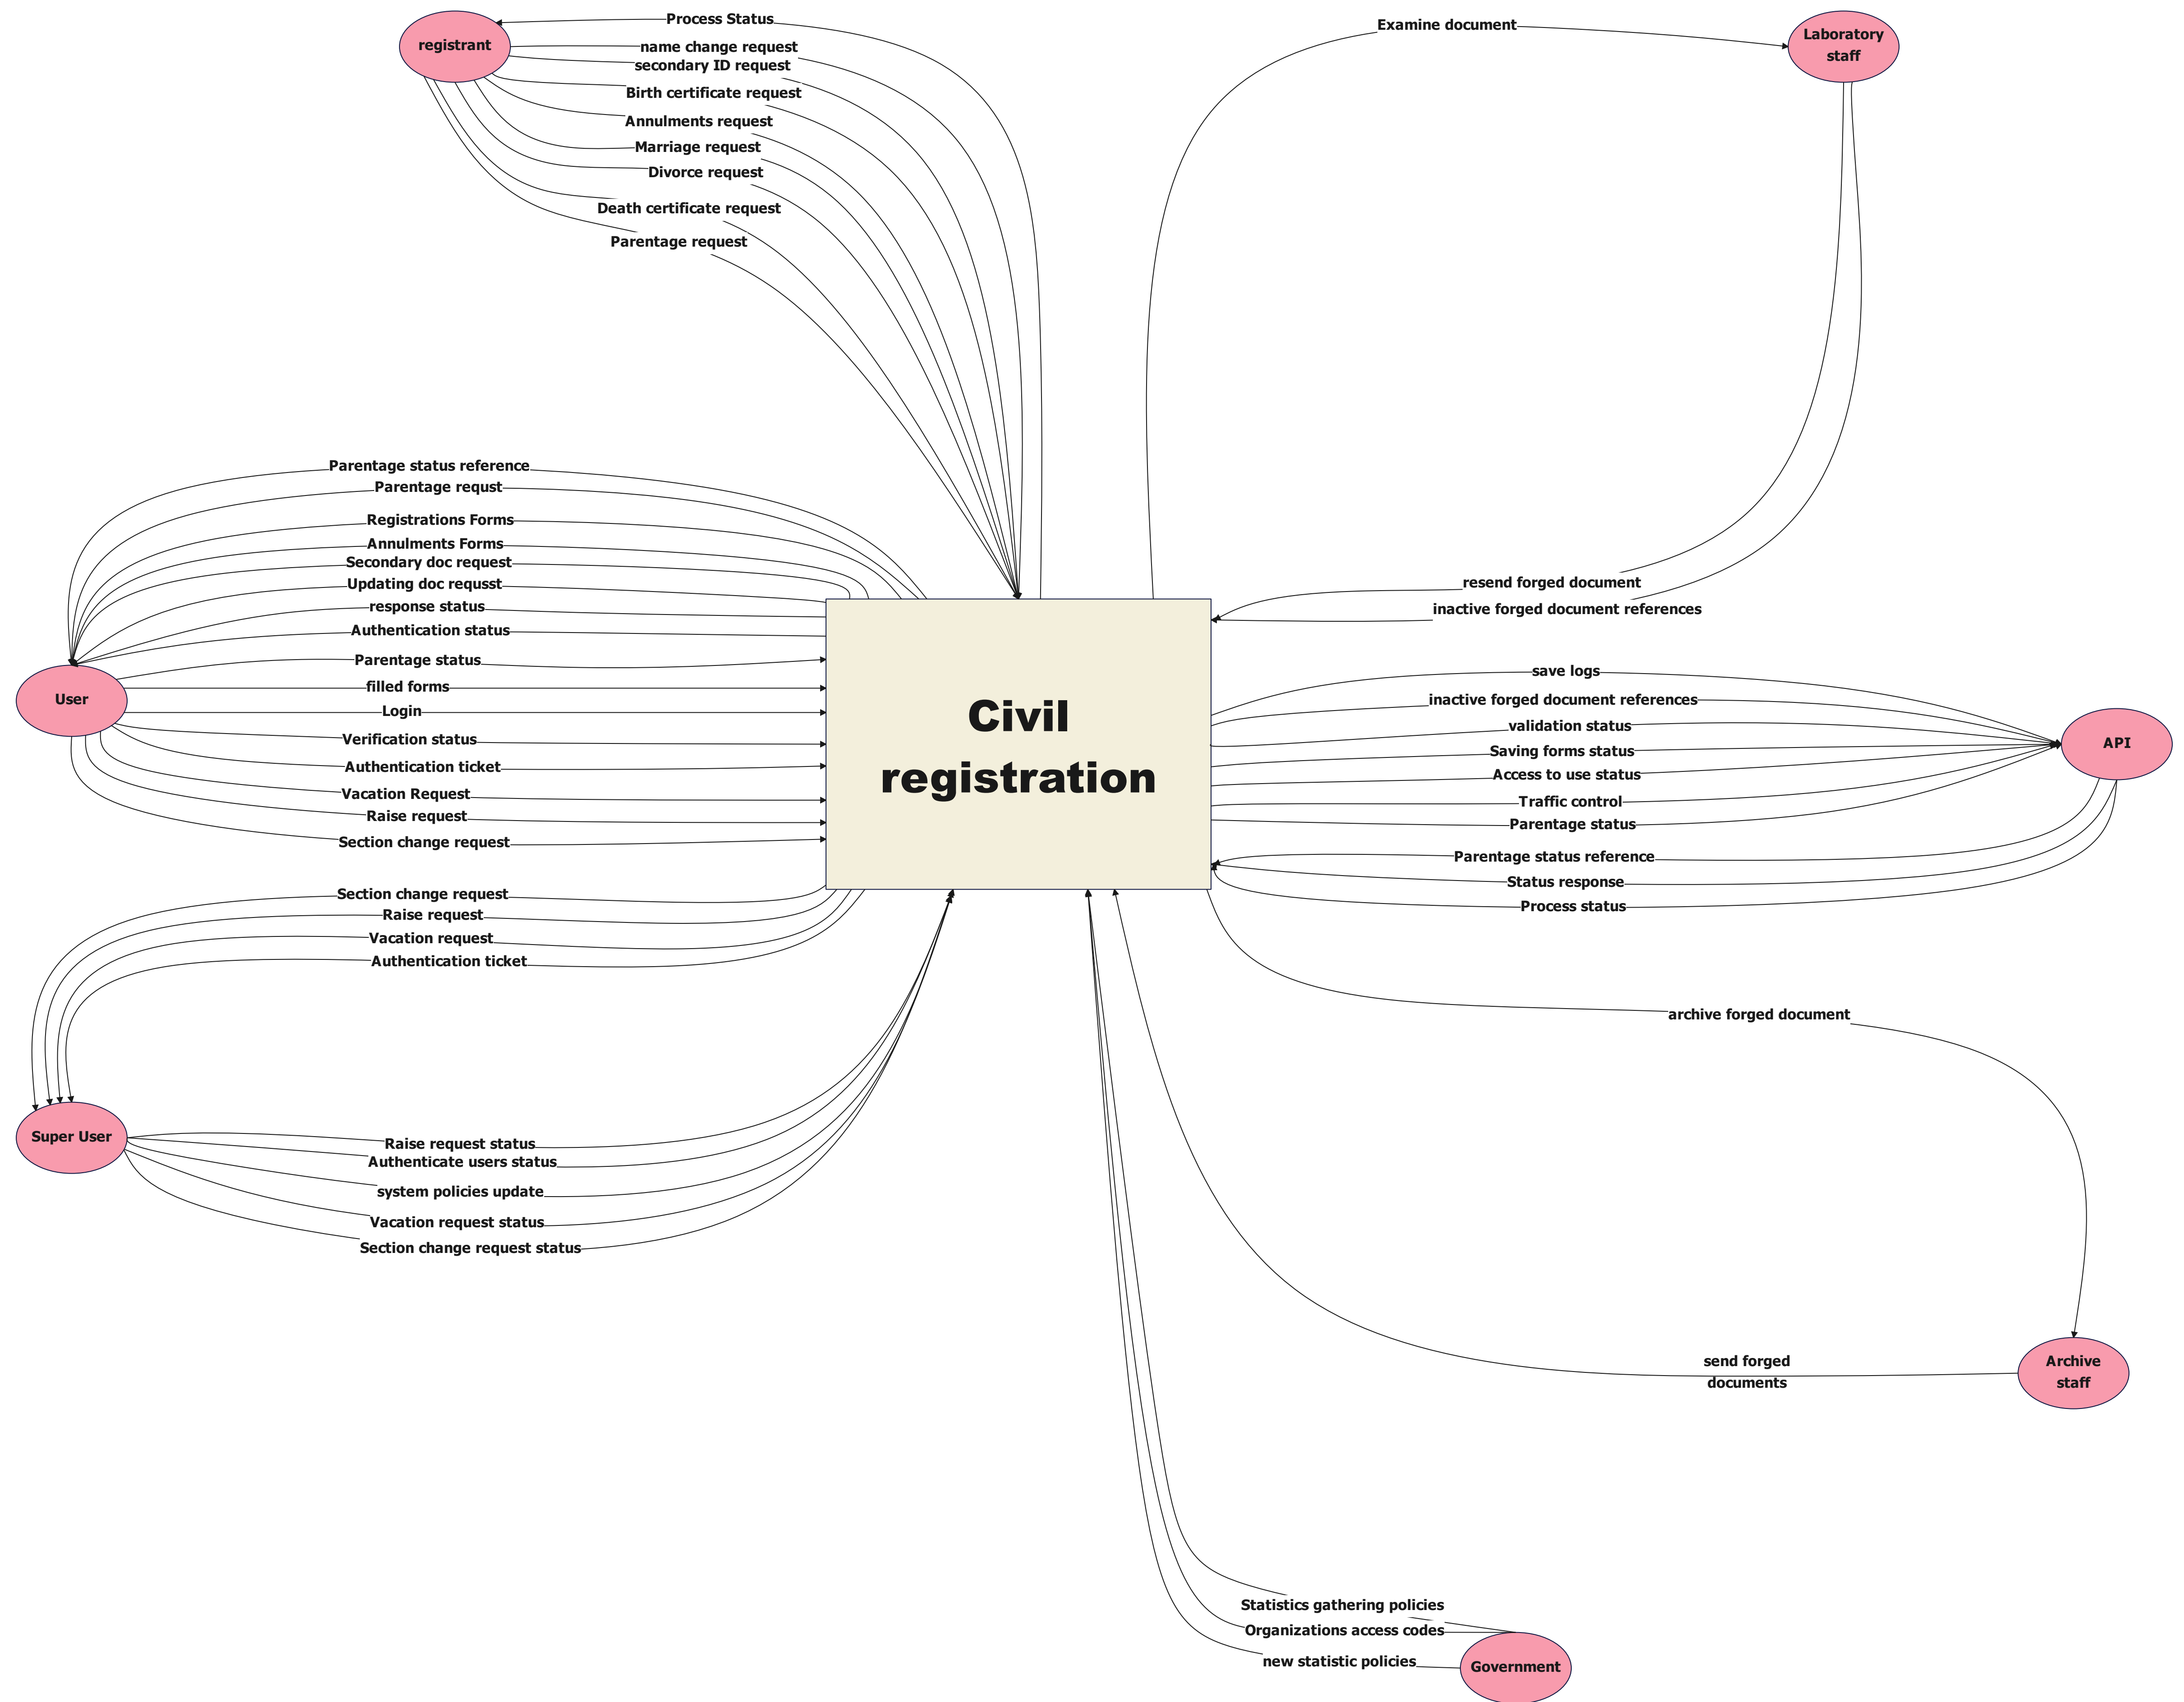 Process Status
registrant
name change request
secondary ID request
Birth certificate request
Annulments request
Marriage request
Divorce request
Death certificate request
Parentage request
Examine document
Laboratory
staff
resend forged document
inactive forged document references
Parentage status reference
Parentage requst
Registrations Forms
Annulments Forms
Secondary doc request
Updating doc requsst
response status
Authentication status
User
Parentage status
filled forms
Login
Verification status
Authentication ticket
Vacation Request
Raise request
Section change request
Civil
registration
save logs
inactive forged document references
validation status
Saving forms status
Access to use status
Traffic control
Parentage status
API
Parentage status reference
Status response
Process status
Section change request
Raise request
Vacation request
Authentication ticket
Super User
Raise request status
Authenticate users status
system policies update
Vacation request status
Section change request status
archive forged document
send forged
documents
Archive
staff
Statistics gathering policies
Organizations access codes
new statistic policies
Government